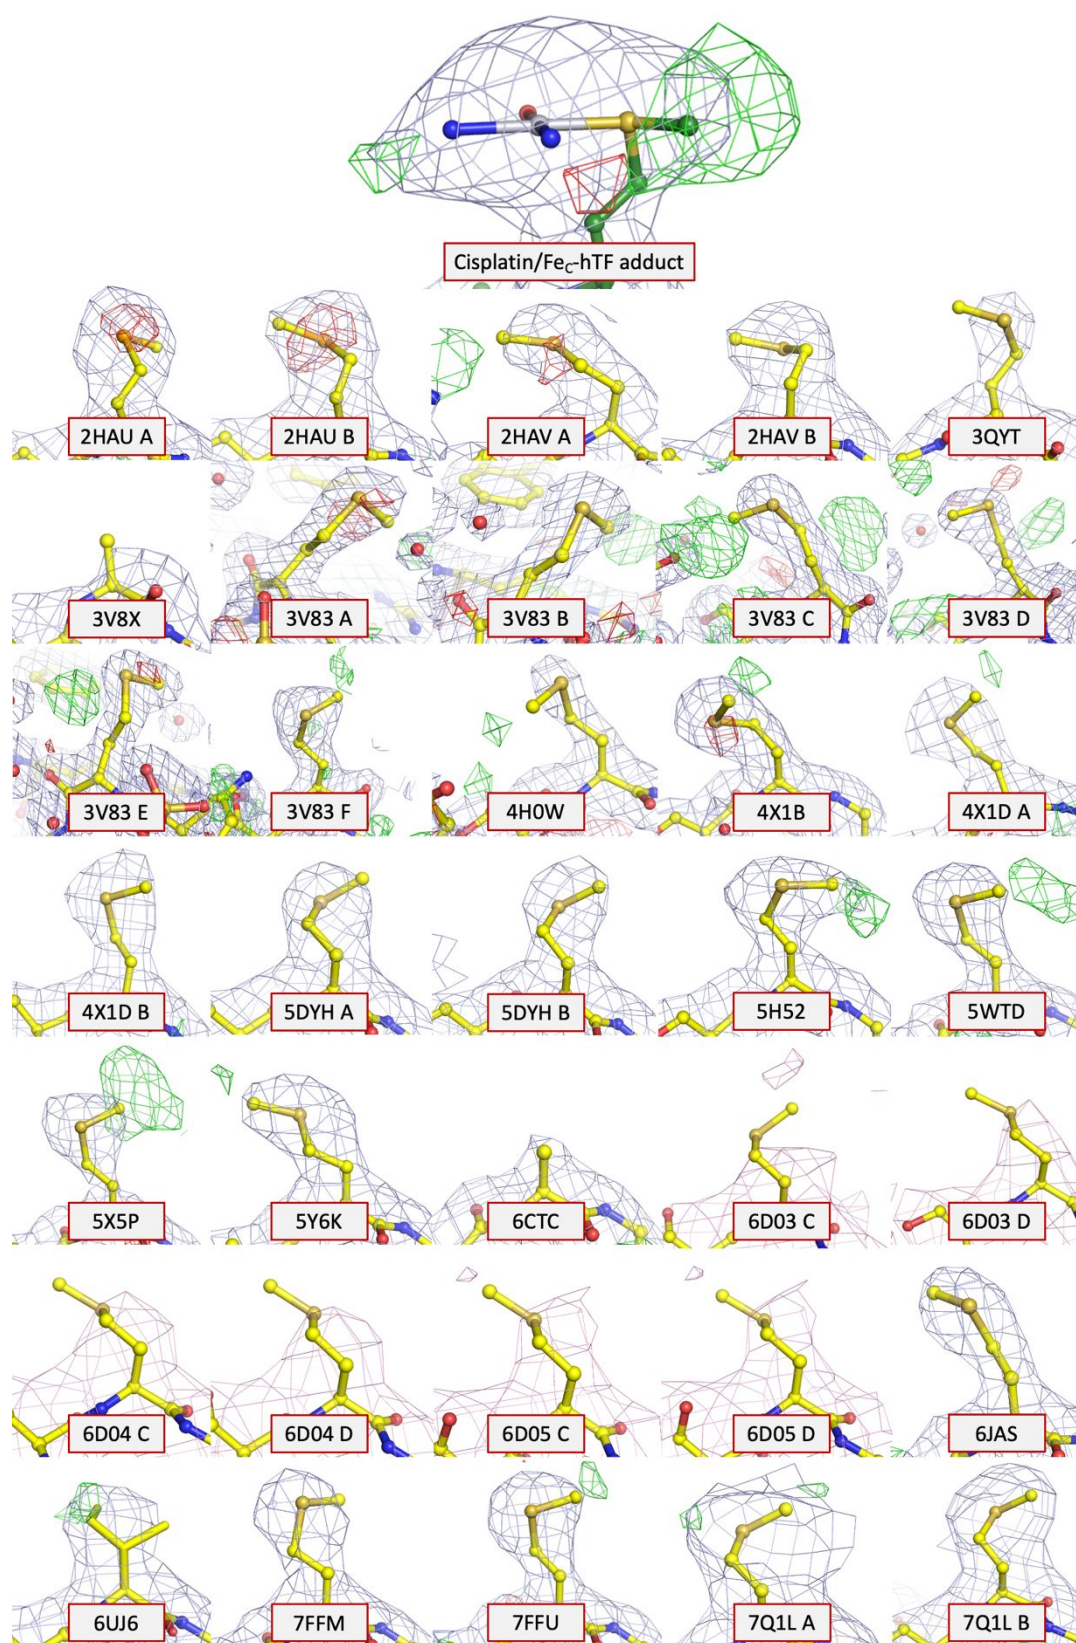 Cisplatin/FeC-hTF adduct
2HAU A
2HAU B
2HAV A
2HAV B
3QYT
3V8X
3V83 A
3V83 B
3V83 C
3V83 D
3V83 E
3V83 F
4H0W
4X1B
4X1D A
4X1D B
5DYH A
5DYH B
5H52
5WTD
5X5P
5Y6K
6CTC
6D03 C
6D03 D
6D04 C
6D04 D
6D05 C
6D05 D
6JAS
6UJ6
7FFM
7FFU
7Q1L A
7Q1L B